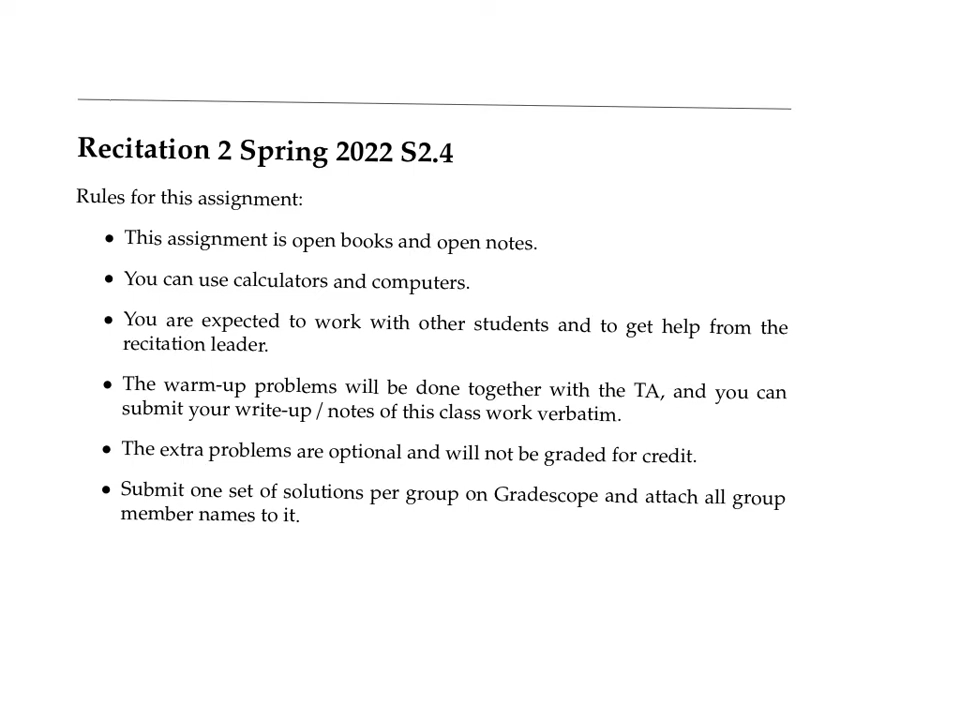 Recitation 2 Spring 2022 S2.4
Rules for this assignment:
• This assignment is open books and open notes.
• You can use calculators and computers.
• You are expected to work with other students and to get help from the
recitation leader.
• The warm-up problems will be done together with the TA, and you can
submit your write-up / notes of this class work verbatim.
• The extra problems are optional and will not be graded for credit.
• Submit one set of solutions per group on Gradescope and attach all group
member names to it.